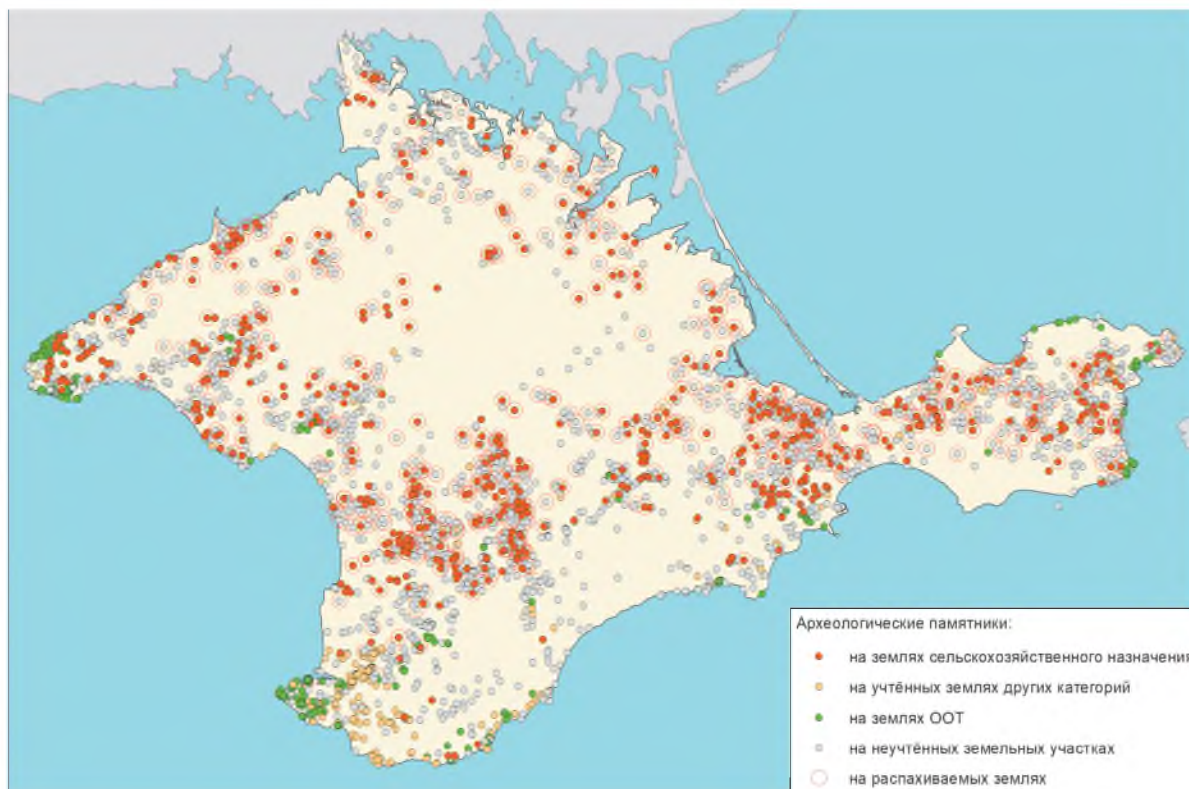 Археологические памятники:
на землях сельскохозяйственного назначения
на учтённых землях других категорий
на землях ООТ
на неучтённых земельных участках
на распахиваемых землях